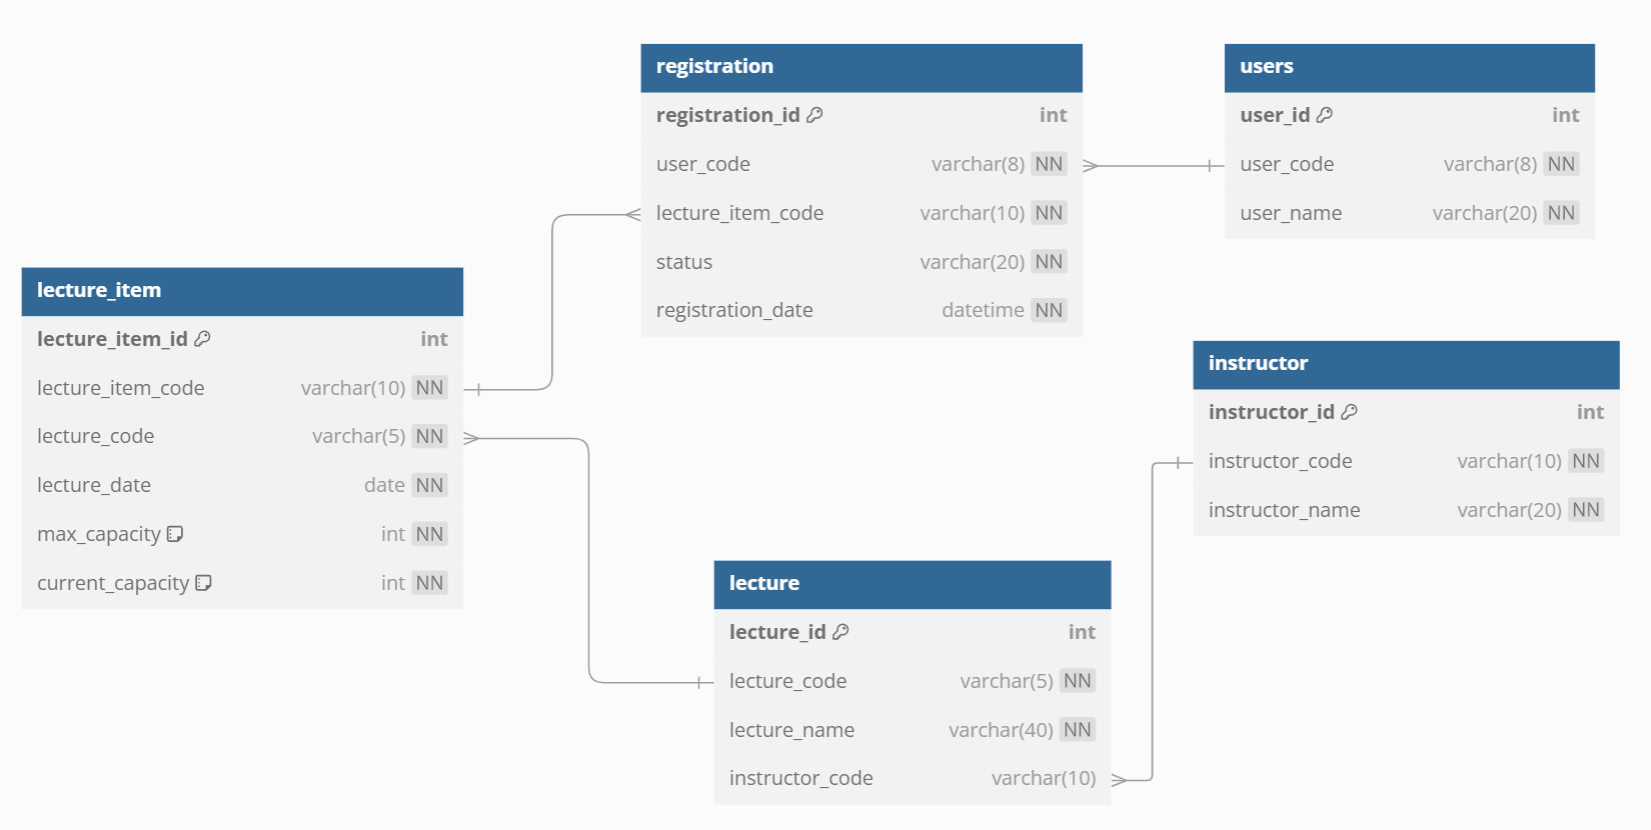 registration
registration_id int
user_code varchar(8) NN
lecture_item_code varchar(10) NN
status varchar(20) NN
registration_date datetime NN
users
user_id int
user_code varchar(8) NN
user_name varchar(20) NN
lecture_item
lecture_item_id int
lecture_item_code varchar(10) NN
lecture_code varchar(5) NN
lecture_date date NN
max_capacity int NN
current_capacity int NN
instructor
instructor_id int
instructor_code varchar(10) NN
instructor_name varchar(20) NN
lecture
lecture_id int
lecture_code varchar(5) NN
lecture_name varchar(40) NN
instructor_code varchar(10)